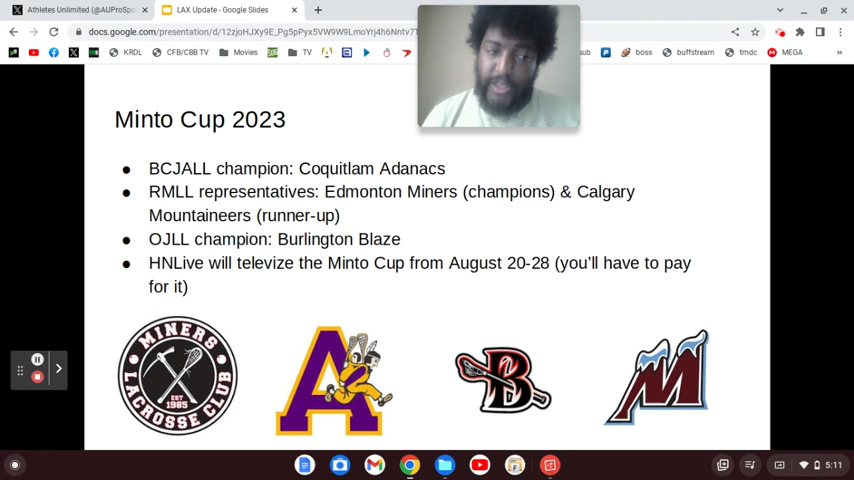 Athletes Unlimited (@AUProSpo
LAX Update - Google Slides
docs.google.com/presentation/d/12zjoHJXy9E_Pg5pPyx5VW9W9LmoYrj4h6Nntv7T
KRDL
CFB/CBB TV
Movies
TV
sub
boss
buffstream
tmdc
MEGA
Minto Cup 2023
● BCJALL champion: Coquitlam Adanacs
● RMLL representatives: Edmonton Miners (champions) & Calgary
Mountaineers (runner-up)
● OJLL champion: Burlington Blaze
● HNLive will televize the Minto Cup from August 20-28 (you'll have to pay
for it)
MINERS
EST
1985
LACROSSE CLUB
A
B
M
5:11